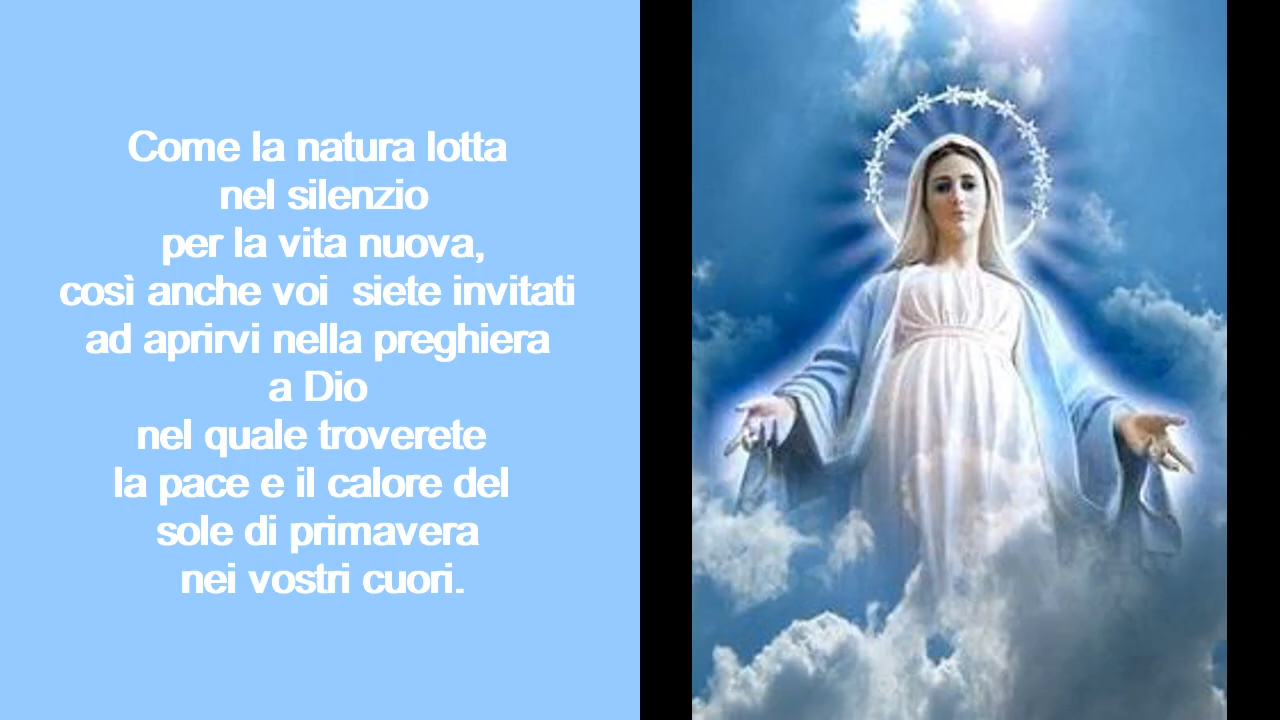 Come la natura lotta
nel silenzio
per la vita nuova,
così anche voi  siete invitati
ad aprirvi nella preghiera
a Dio
nel quale troverete
la pace e il calore del
sole di primavera
nei vostri cuori.